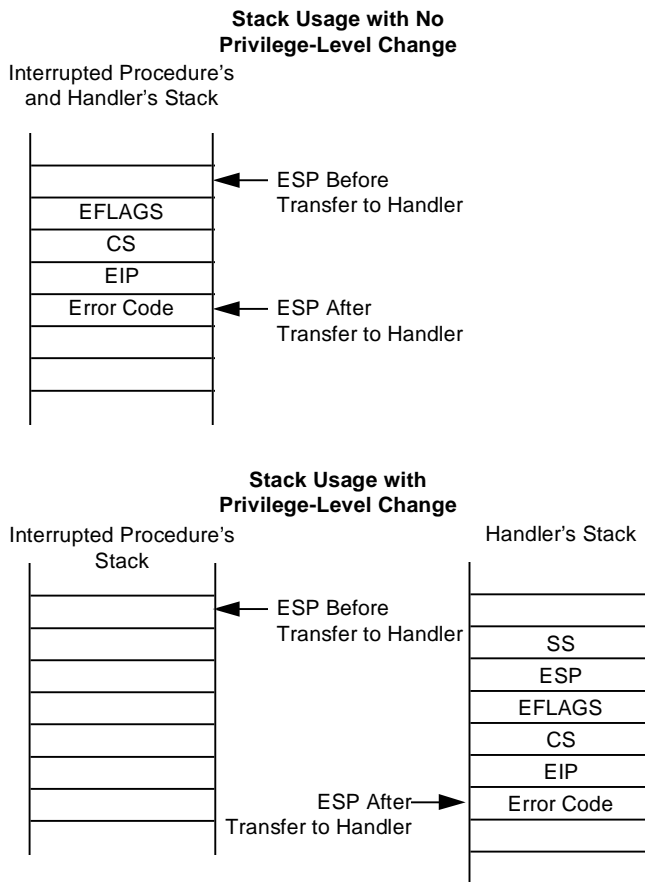 Stack Usage with No
Privilege-Level Change
Interrupted Procedure's
and Handler's Stack
ESP Before
Transfer to Handler
EFLAGS
CS
EIP
Error Code
ESP After
Transfer to Handler
Stack Usage with
Privilege-Level Change
Interrupted Procedure's
Stack
Handler's Stack
ESP Before
Transfer to Handler
SS
ESP
EFLAGS
CS
EIP
ESP After
Transfer to Handler
Error Code